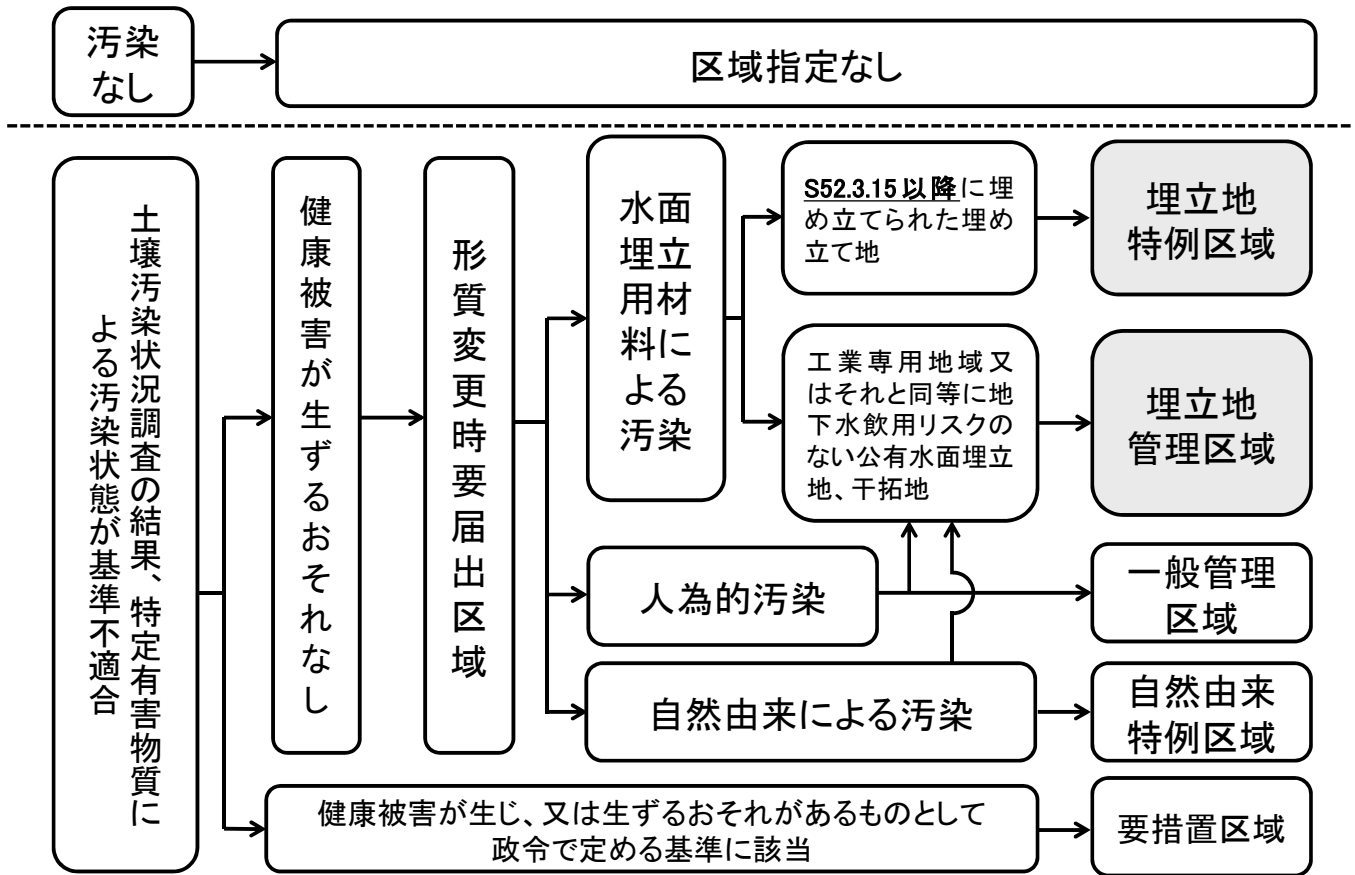 汚染
なし
区域指定なし
土壌汚染状況調査の結果、特定有害物質に
よる汚染状態が基準不適合
健康被害が生ずるおそれなし
形質変更時要届出区域
水面
埋立
用材
料に
よる
汚染
S52.3.15以降に埋
め立てられた埋め
立て地
埋立地
特例区域
工業専用地域又
はそれと同等に地
下水飲用リスクの
ない公有水面埋立
地、干拓地
埋立地
管理区域
人為的汚染
一般管理
区域
自然由来による汚染
自然由来
特例区域
健康被害が生じ、又は生ずるおそれがあるものとして
政令で定める基準に該当
要措置区域